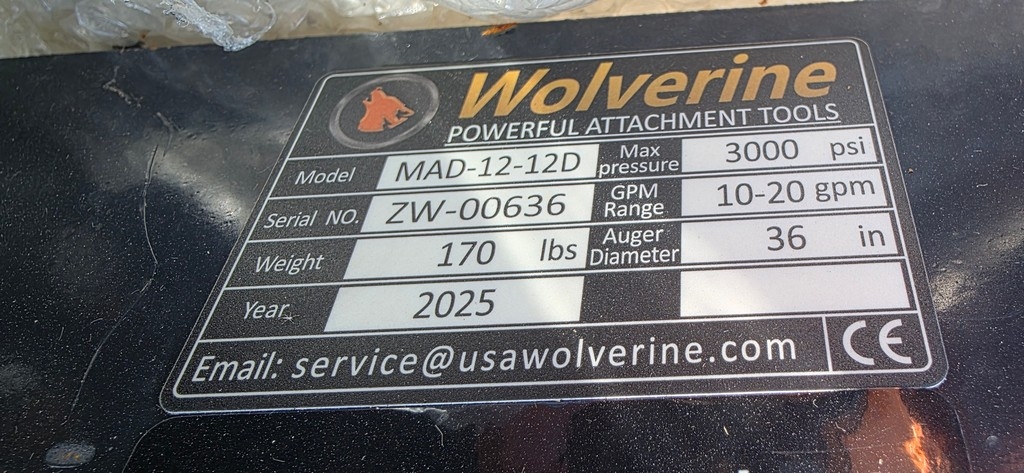 Wolverine
POWERFUL ATTACHMENT TOOLS
Model MAD-12-12D Max pressure 3000 psi
Serial NO. ZW-00636 GPM Range 10-20 gpm
Weight 170 lbs Auger Diameter 36 in
Year 2025
Email: service@usawolverine.com CE